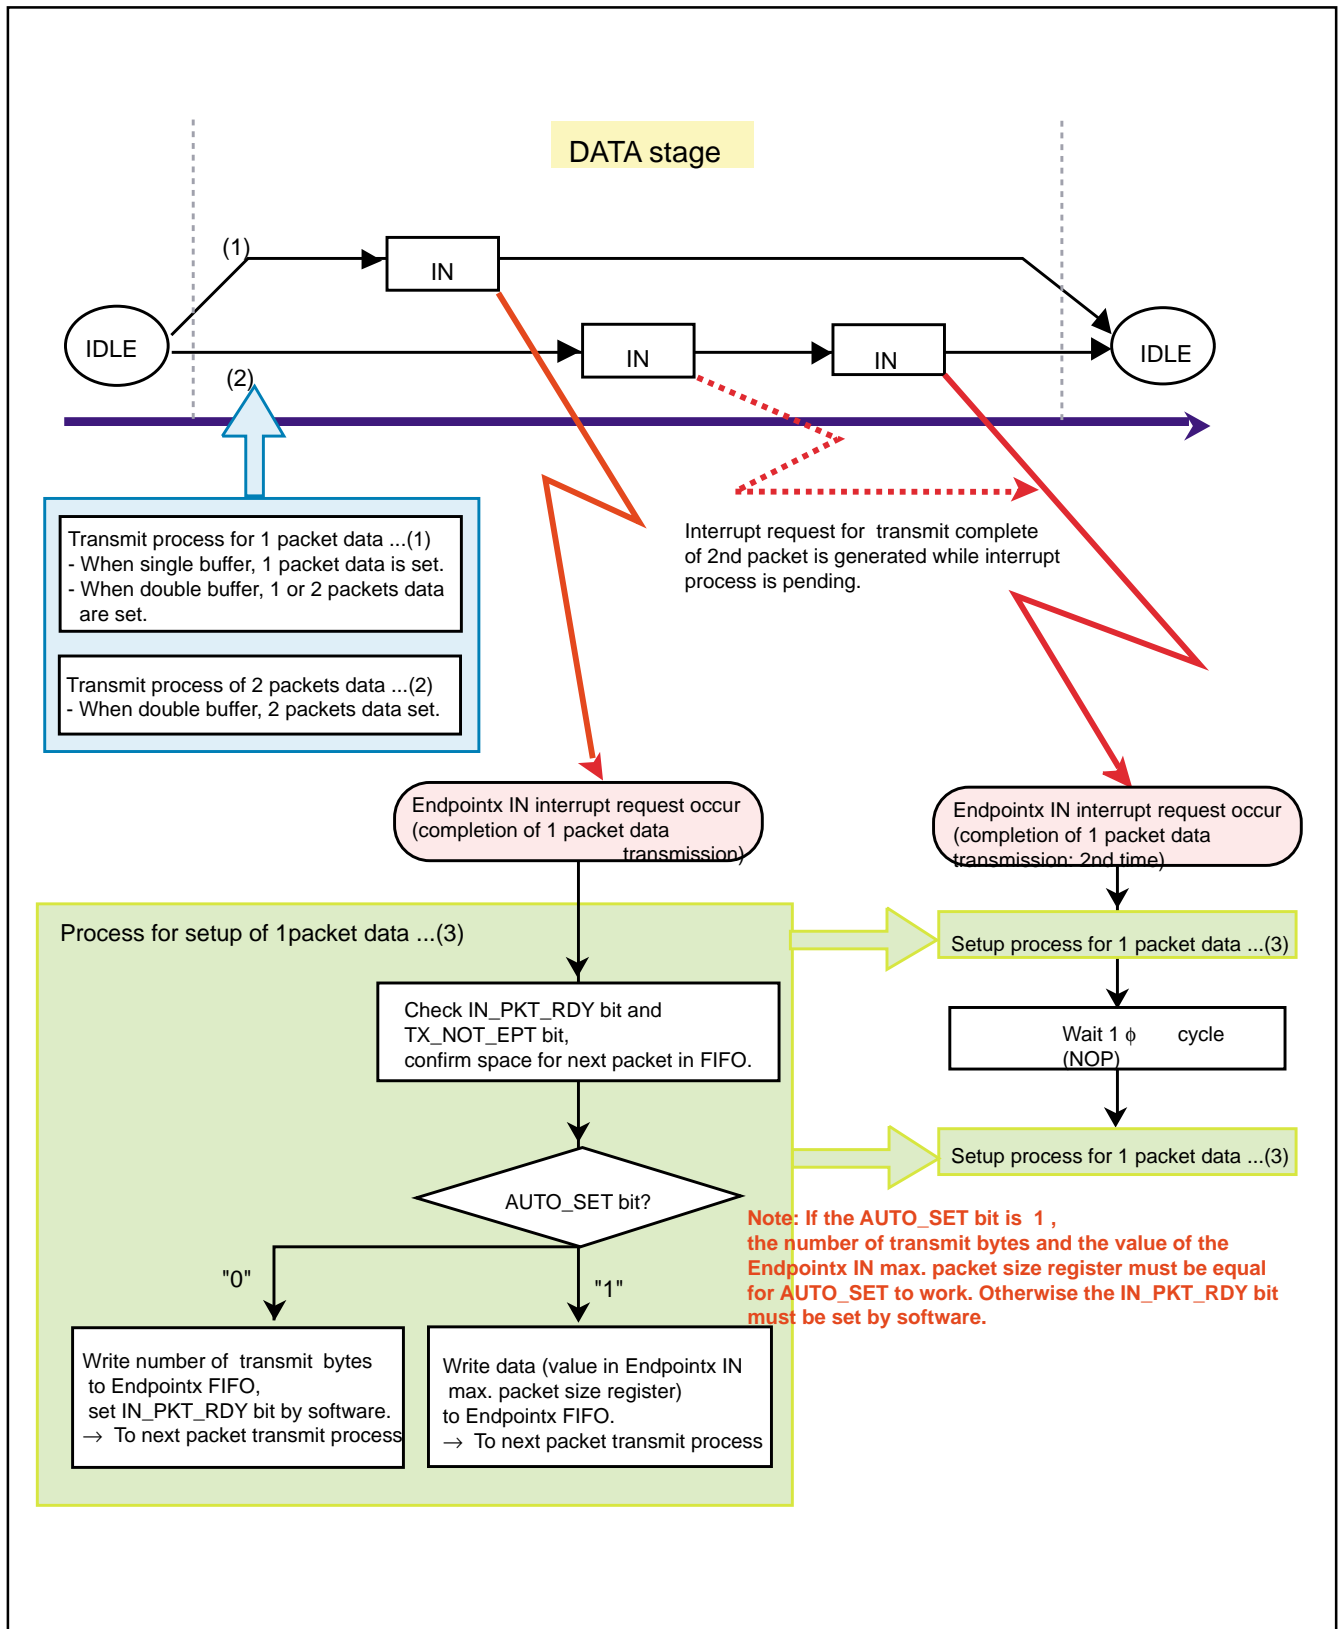 DATA stage
(1)
IN
IDLE
IN
IN
IDLE
(2)
Transmit process for 1 packet data ...(1)
- When single buffer, 1 packet data is set.
- When double buffer, 1 or 2 packets data
are set.
Transmit process of 2 packets data ...(2)
- When double buffer, 2 packets data set.
Interrupt request for transmit complete
of 2nd packet is generated while interrupt
process is pending.
Endpointx IN interrupt request occur
(completion of 1 packet data
transmission)
Endpointx IN interrupt request occur
(completion of 1 packet data
transmission: 2nd time)
Process for setup of 1packet data ...(3)
Check IN_PKT_RDY bit and
TX_NOT_EPT bit,
confirm space for next packet in FIFO.
AUTO_SET bit?
"0"
"1"
Write number of transmit bytes
to Endpointx FIFO,
set IN_PKT_RDY bit by software.
→ To next packet transmit process
Write data (value in Endpointx IN
max. packet size register)
to Endpointx FIFO.
→ To next packet transmit process
Setup process for 1 packet data ...(3)
Wait 1 ϕ cycle
(NOP)
Setup process for 1 packet data ...(3)
Note: If the AUTO_SET bit is 1 ,
the number of transmit bytes and the value of the
Endpointx IN max. packet size register must be equal
for AUTO_SET to work. Otherwise the IN_PKT_RDY bit
must be set by software.